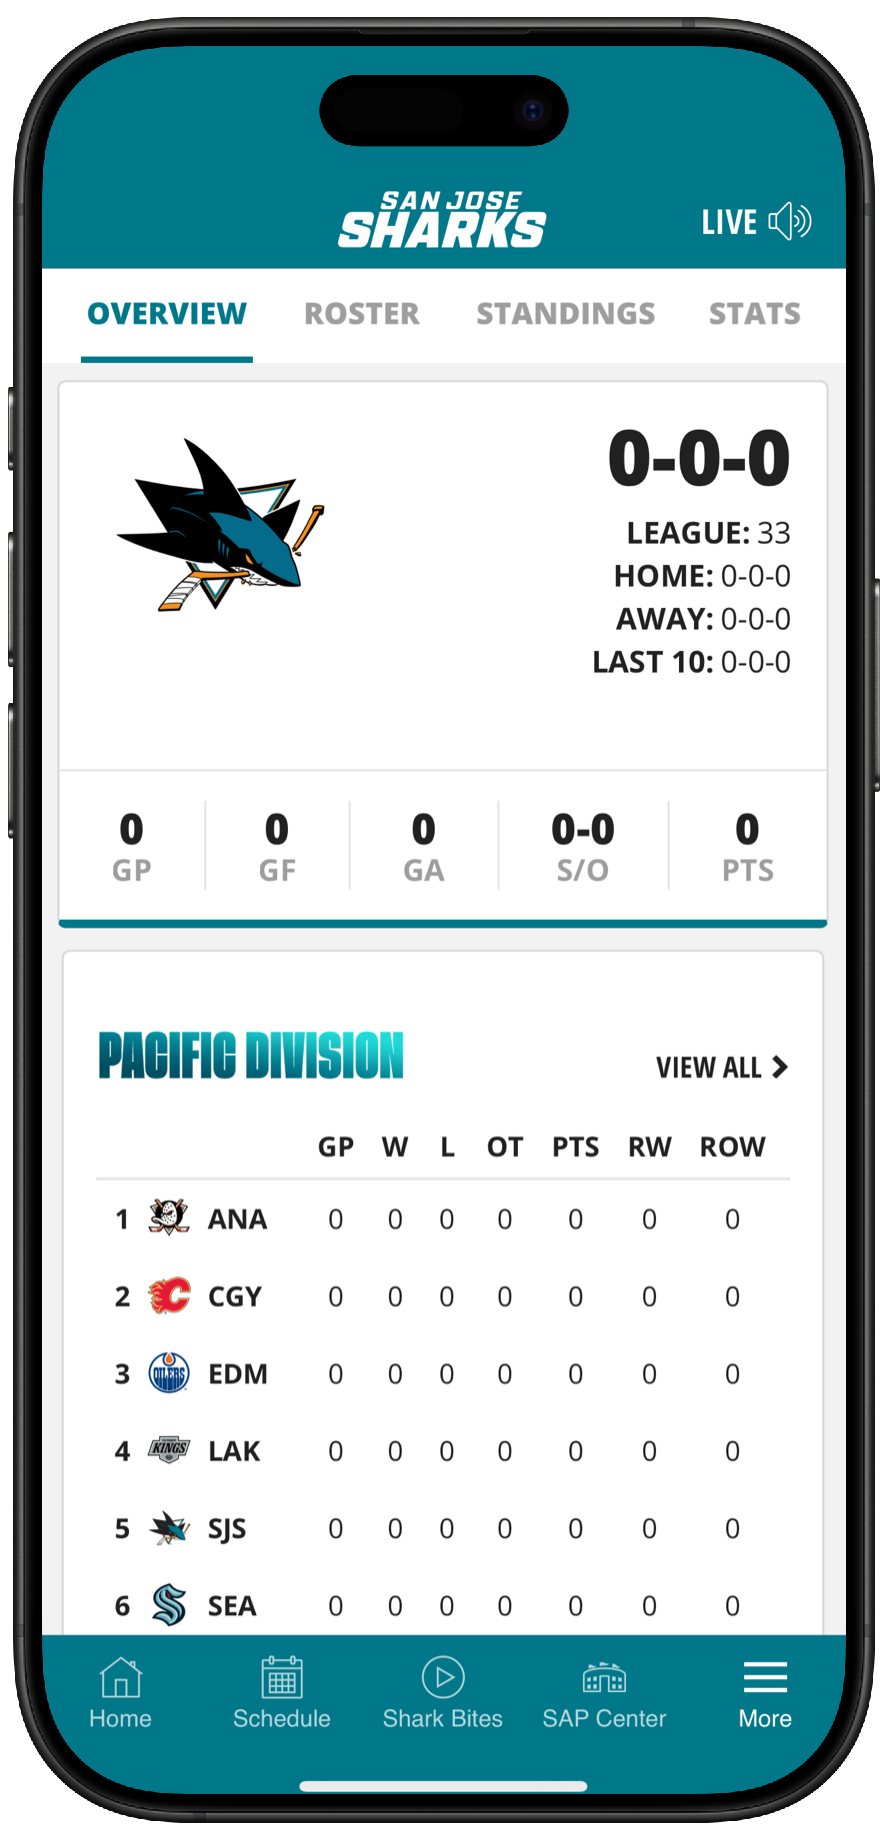 SAN JOSE
SHARKS
LIVE
OVERVIEW ROSTER STANDINGS STATS
0-0-0
LEAGUE: 33
HOME: 0-0-0
AWAY: 0-0-0
LAST 10: 0-0-0
0 0 0 0-0 0
GP GF GA S/O PTS
PACIFIC DIVISION
VIEW ALL
GP W L OT PTS RW ROW
1 ANA 0 0 0 0 0 0 0
2 CGY 0 0 0 0 0 0 0
3 OILERS EDM 0 0 0 0 0 0 0
4 KINGS LAK 0 0 0 0 0 0 0
5 SJS 0 0 0 0 0 0 0
6 SEA 0 0 0 0 0 0 0
Home Schedule Shark Bites SAP Center More